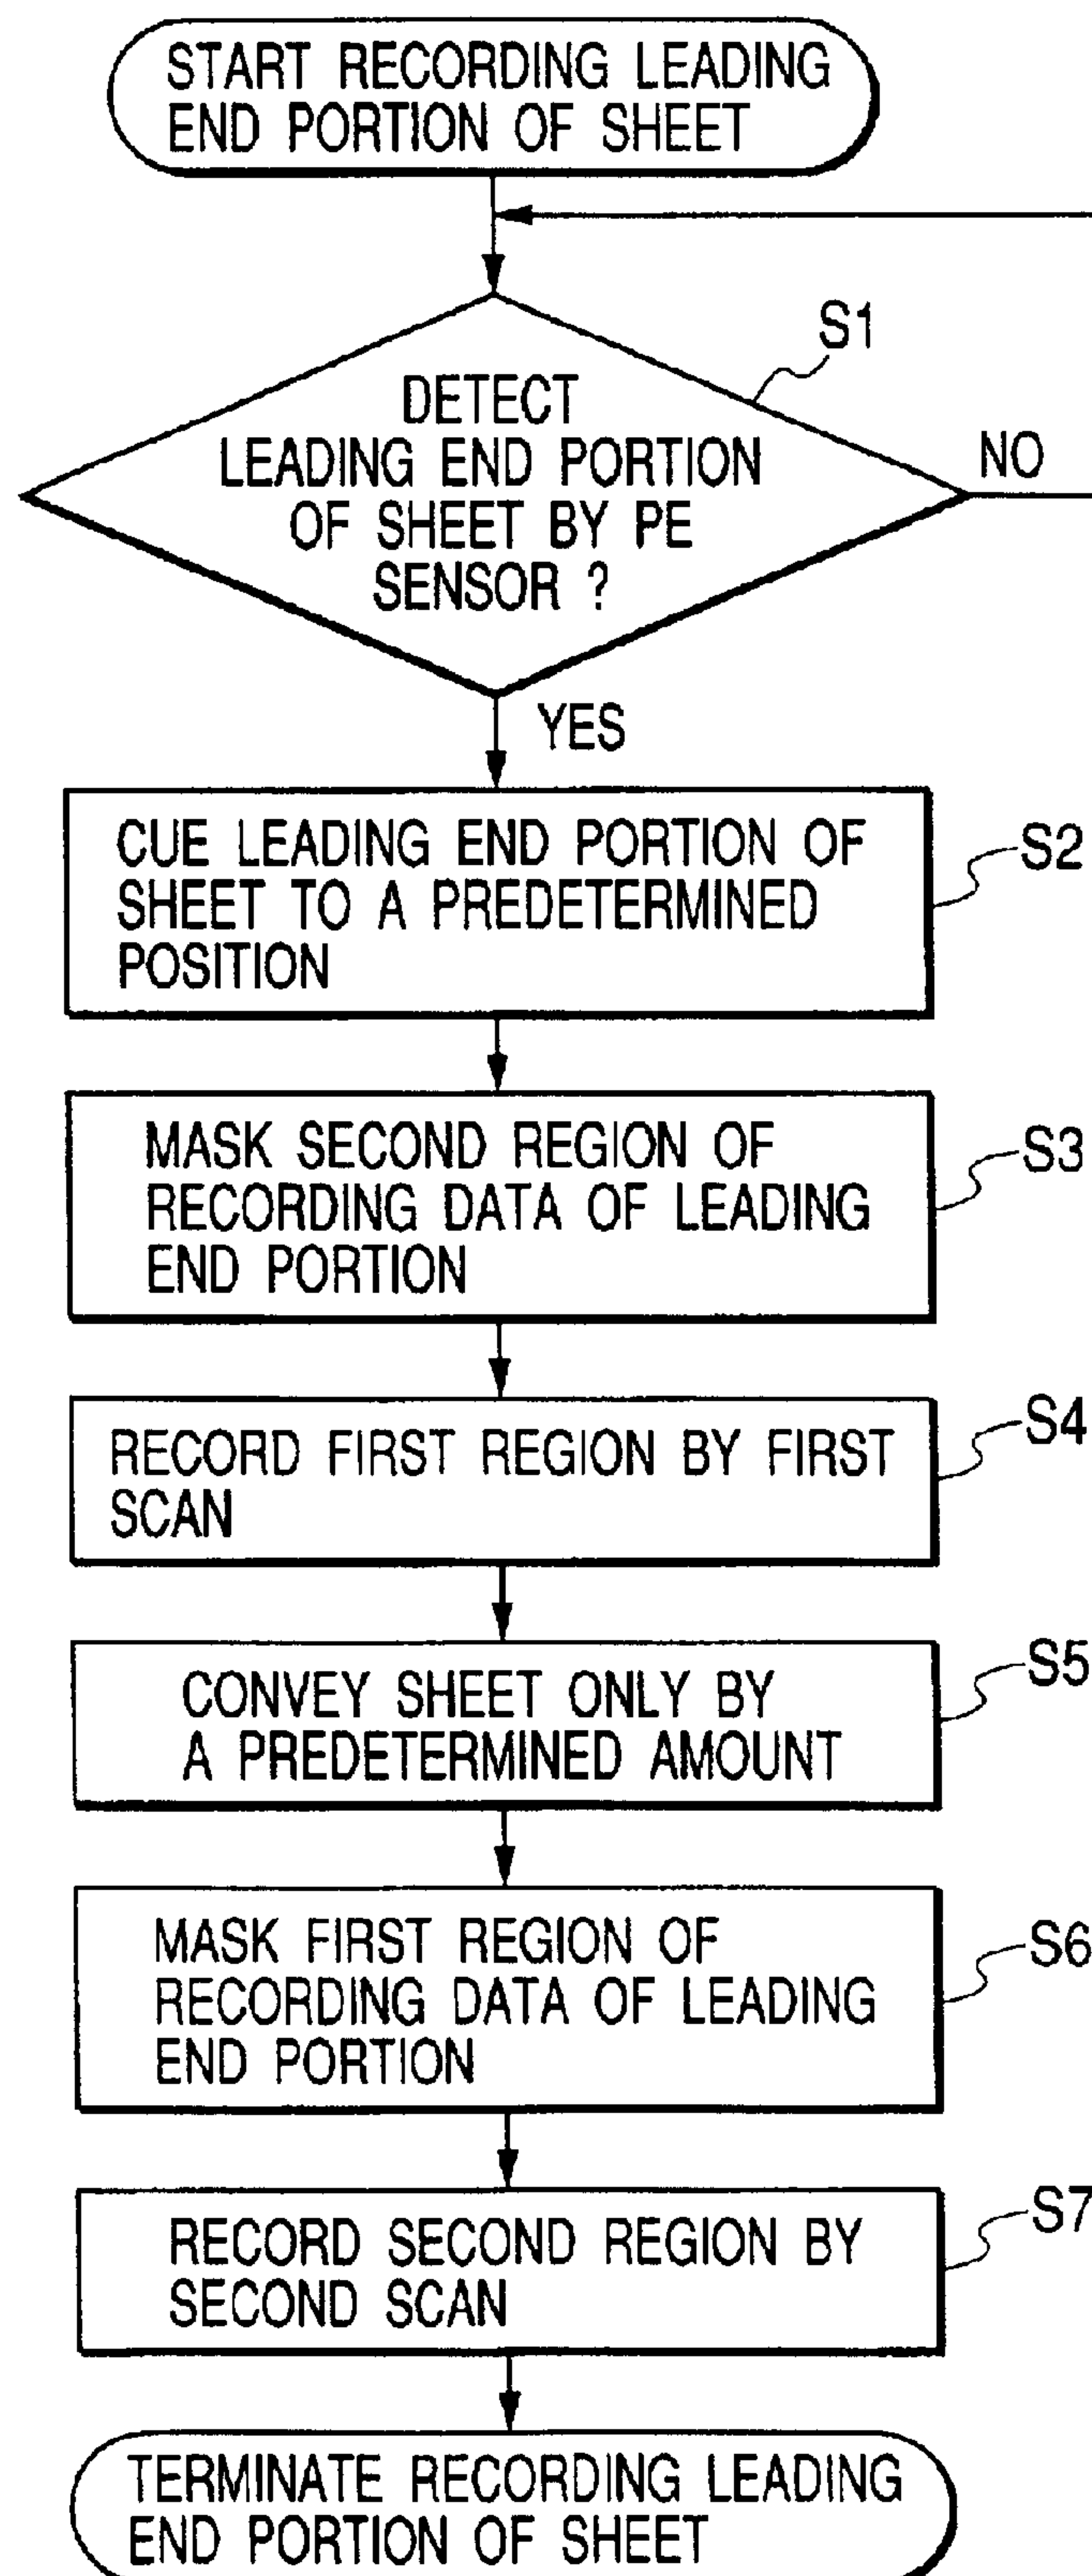 START RECORDING LEADING
END PORTION OF SHEET
S1
DETECT
LEADING END PORTION
OF SHEET BY PE
SENSOR ?
NO
YES
CUE LEADING END PORTION OF
SHEET TO A PREDETERMINED
POSITION
S2
MASK SECOND REGION OF
RECORDING DATA OF LEADING
END PORTION
S3
RECORD FIRST REGION BY FIRST
SCAN
S4
CONVEY SHEET ONLY BY
A PREDETERMINED AMOUNT
S5
MASK FIRST REGION OF
RECORDING DATA OF LEADING
END PORTION
S6
RECORD SECOND REGION BY
SECOND SCAN
S7
TERMINATE RECORDING LEADING
END PORTION OF SHEET